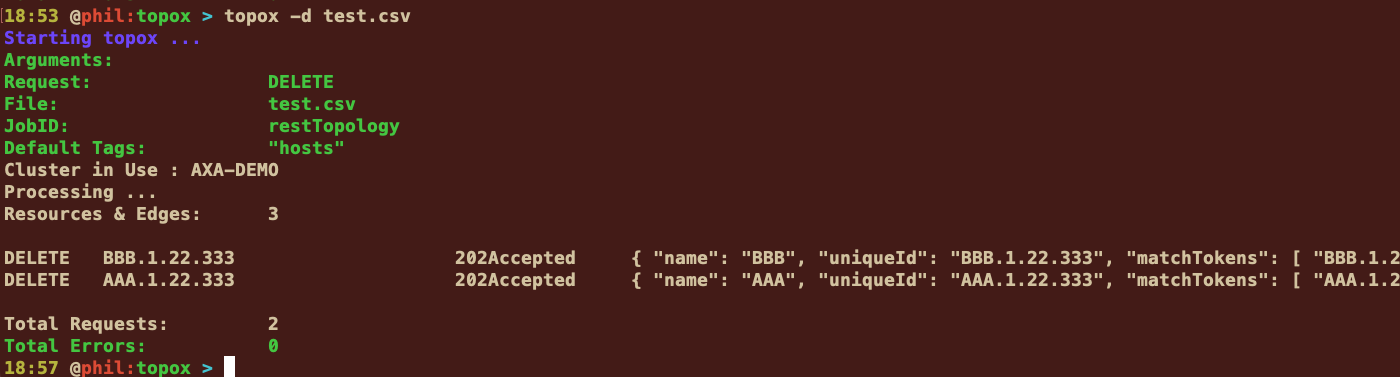 18:53 @phil:topox > topox -d test.csv
Starting topox ...
Arguments:
Request: DELETE
File: test.csv
JobID: restTopology
Default Tags: "hosts"
Cluster in Use : AXA-DEMO
Processing ...
Resources & Edges: 3
DELETE BBB.1.22.333 202Accepted { "name": "BBB", "uniqueId": "BBB.1.22.333", "matchTokens": [ "BBB.1.2
DELETE AAA.1.22.333 202Accepted { "name": "AAA", "uniqueId": "AAA.1.22.333", "matchTokens": [ "AAA.1.2
Total Requests: 2
Total Errors: 0
18:57 @phil:topox >